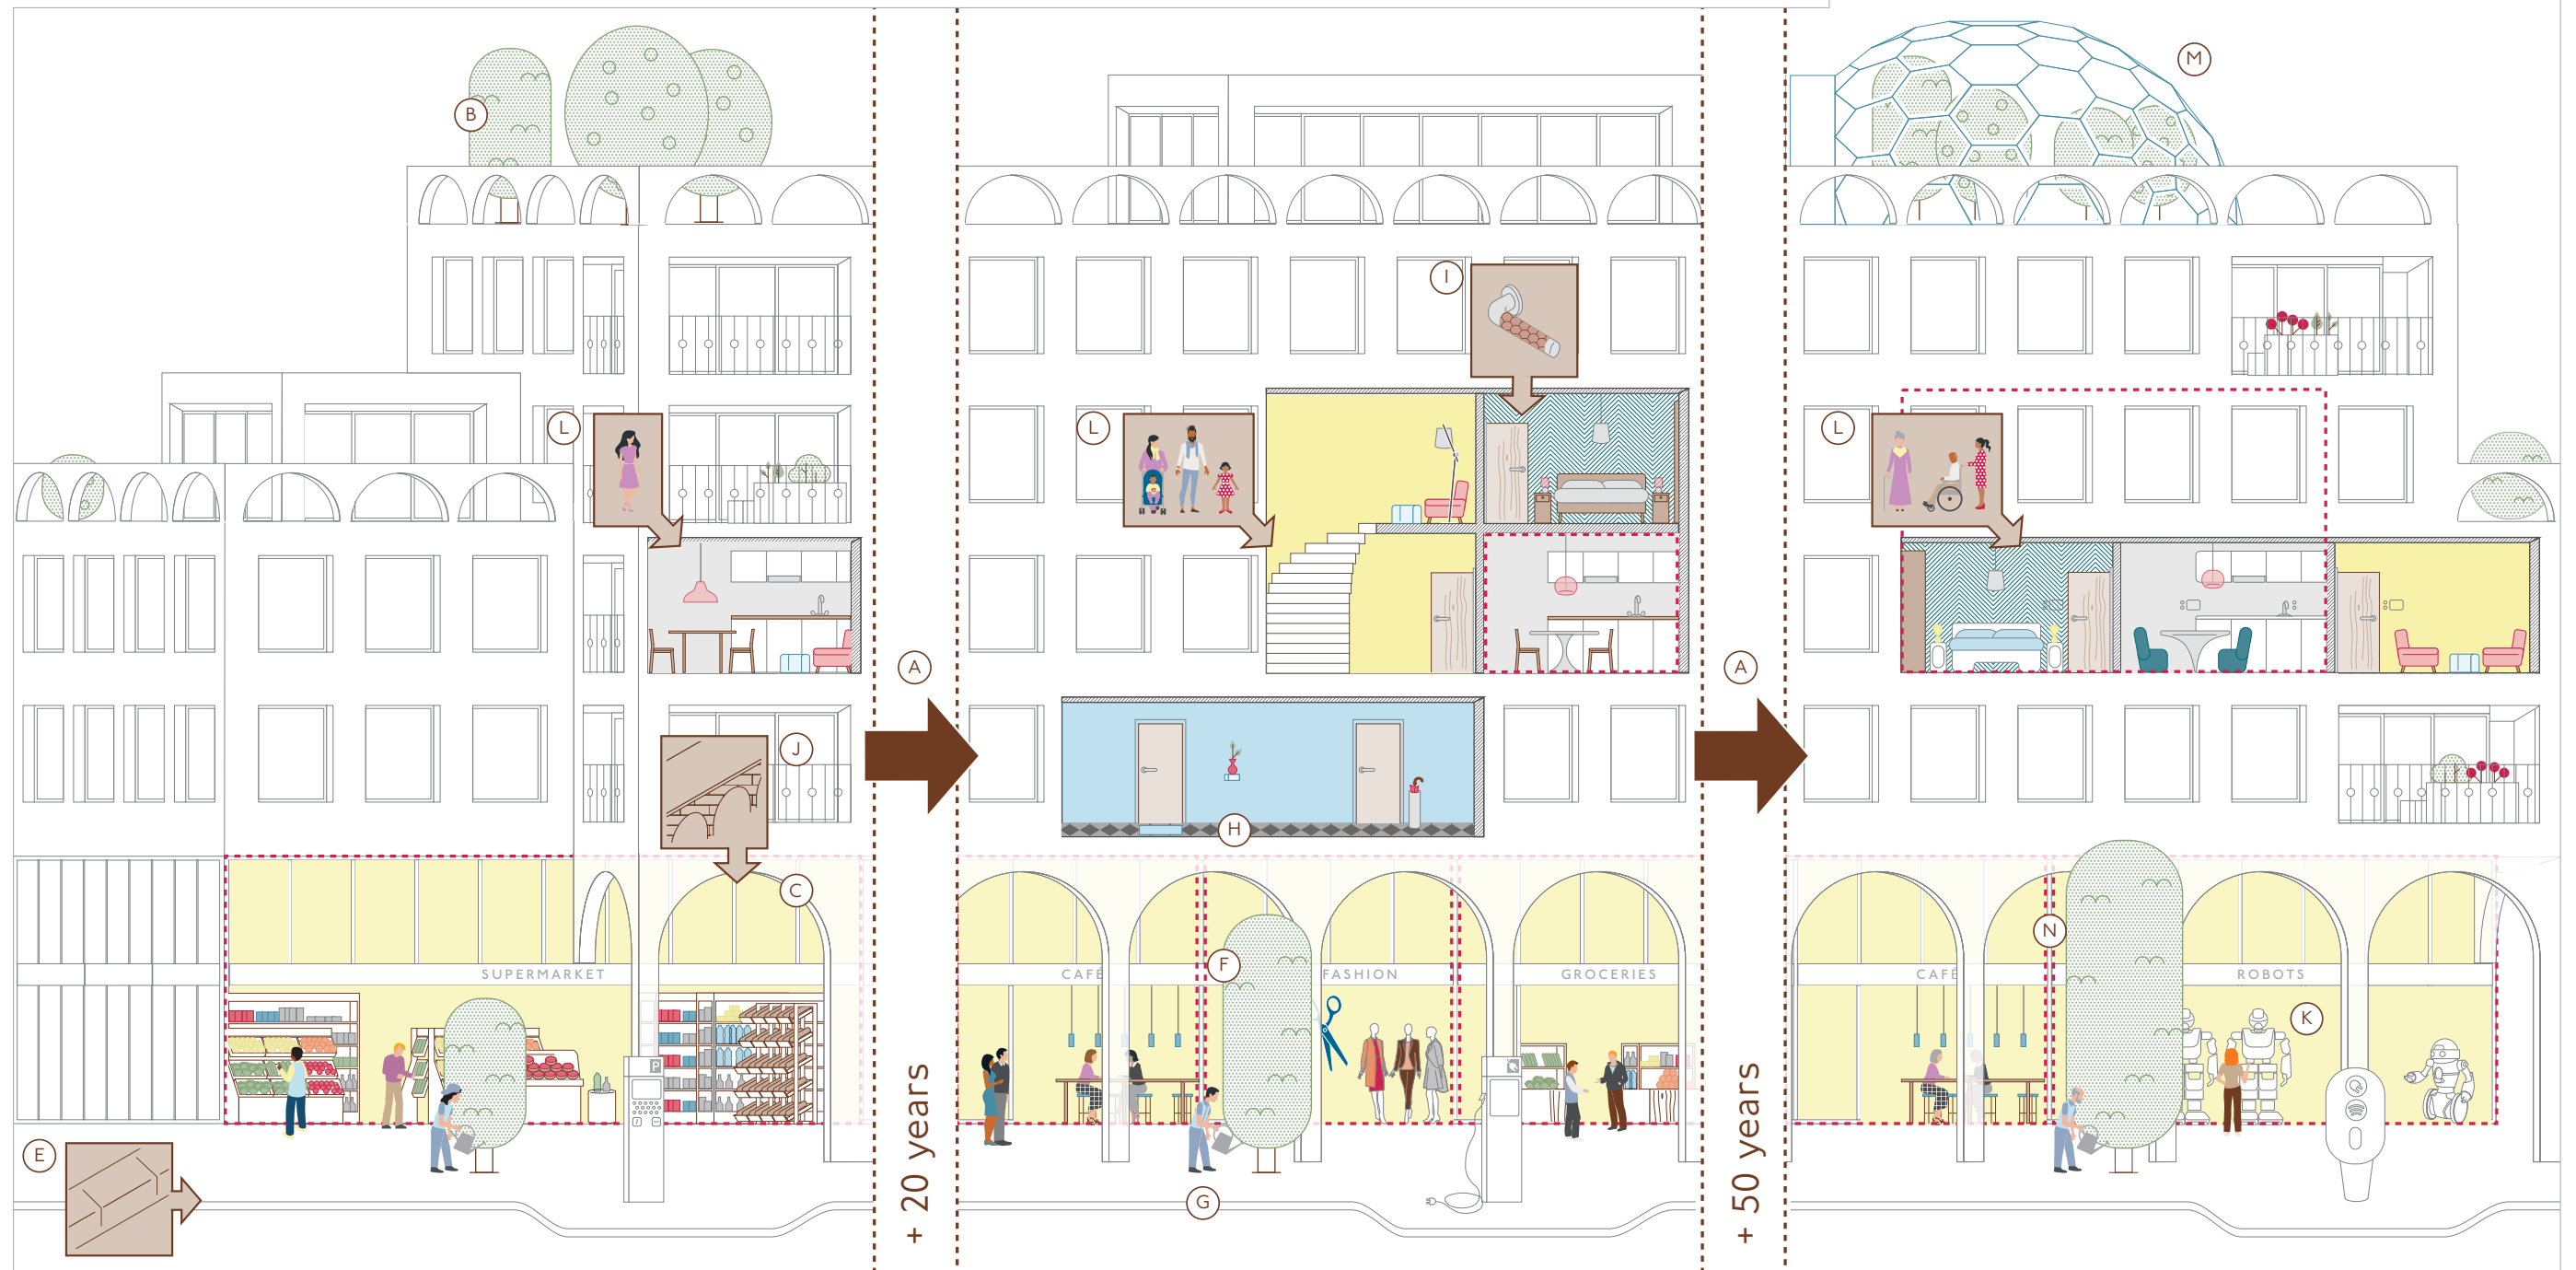 B
M
I
L
L
L
A
A
J
H
C
F
N
SUPERMARKET
CAFÉ
FASHION
GROCERIES
CAFÉ
ROBOTS
K
P
E
G
+ 20 years
+ 50 years